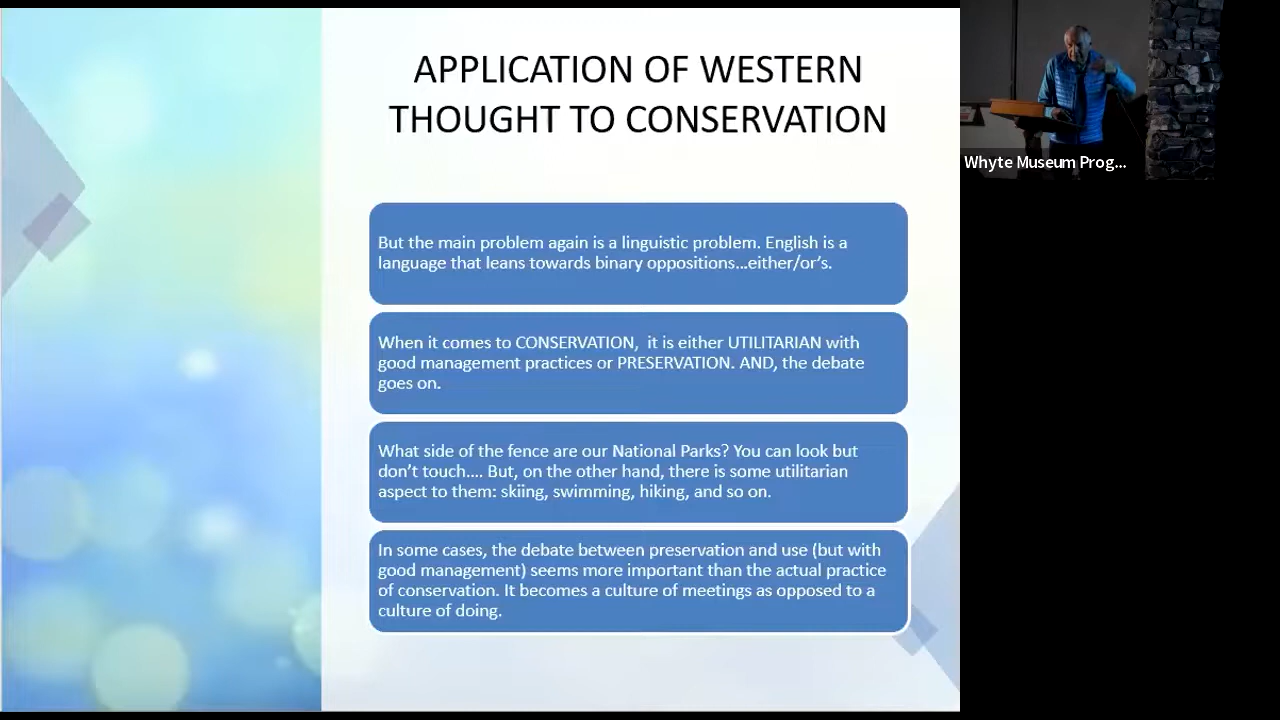 APPLICATION OF WESTERN
THOUGHT TO CONSERVATION
But the main problem again is a linguistic problem. English is a
language that leans towards binary oppositions…either/or’s.
When it comes to CONSERVATION,  it is either UTILITARIAN with
good management practices or PRESERVATION. AND, the debate
goes on.
What side of the fence are our National Parks? You can look but
don’t touch…. But, on the other hand, there is some utilitarian
aspect to them: skiing, swimming, hiking, and so on.
In some cases, the debate between preservation and use (but with
good management) seems more important than the actual practice
of conservation. It becomes a culture of meetings as opposed to a
culture of doing.
Whyte Museum Prog...